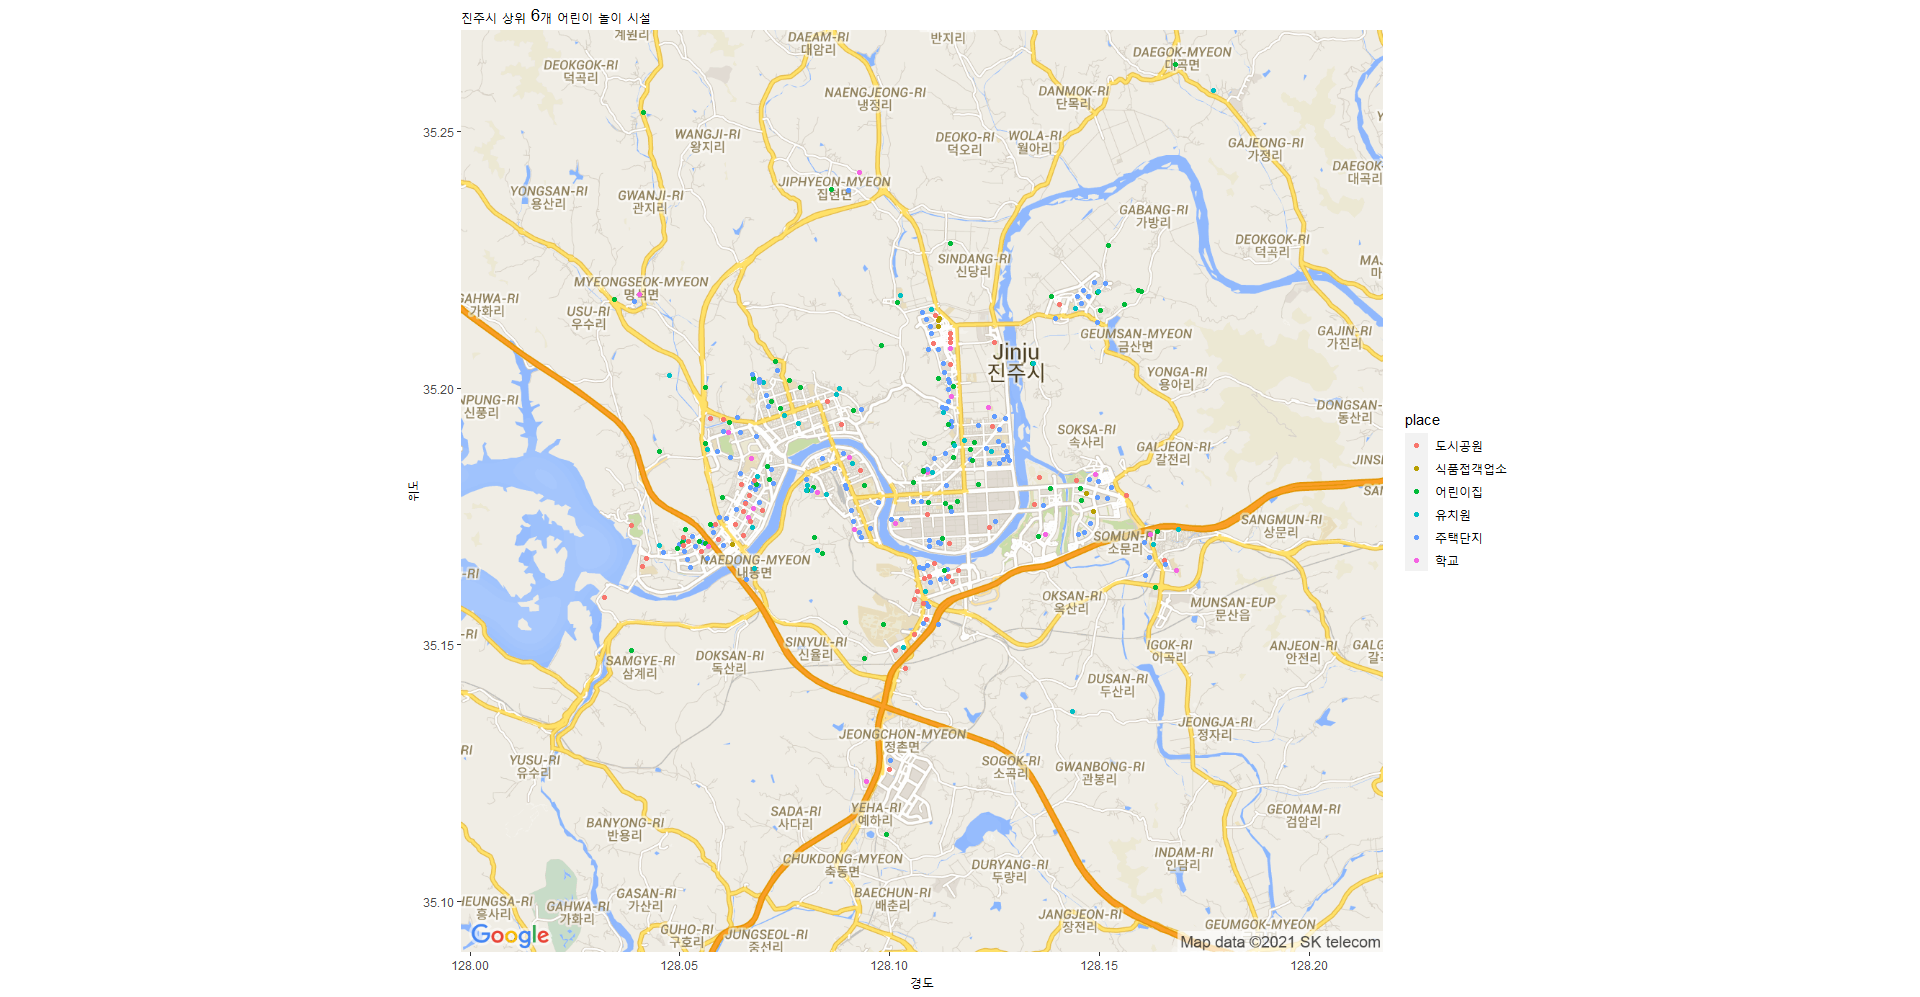 진주시 상위 6개 어린이 놀이 시설
계원리
DAEAM-RI
대암리
반지리
DAEGOK-MYEON
대곡면
DEOKGOK-RI
덕곡리
NAENGJEONG-RI
냉정리
DANMOK-RI
단목리
35.25
WANGJI-RI
왕지리
DEOKO-RI
덕오리
WOLA-RI
월아리
GAJEONG-RI
가정리
DAEGOK-
대곡리
YONGSAN-RI
용산리
GWANJI-RI
관지리
JIPHYEON-MYEON
집현면
GABANG-RI
가방리
DEOKGOK-RI
덕곡리
SINDANG-RI
신당리
MAJ
마
MYEONGSEOK-MYEON
명석면
GAHWA-RI
가화리
USU-RI
우수리
GEUMSAN-MYEON
금산면
GAJIN-RI
가진리
Jinju
진주시
YONGA-RI
용아리
35.20
NPUNG-RI
신풍리
DONGSAN-
동산리
SOKSA-RI
속사리
GALJEON-RI
갈전리
JINSI
place
도시공원
식품접객업소
어린이집
유치원
주택단지
학교
위도
SAN
SANGMUN-RI
상문리
SOMUN-RI
소문리
NAEDONG-MYEON
내동면
-RI
OKSAN-RI
옥산리
MUNSAN-EUP
문산읍
-RI
SINYUL-RI
신율리
35.15
SAMGYE-RI
삼계리
DOKSAN-RI
독산리
IGOK-RI
이곡리
ANJEON-RI
안전리
GALG
갈곡
DUSAN-RI
두산리
JEONGJA-RI
정자리
JEONGCHON-MYEON
정촌면
RI
YUSU-RI
유수리
SOGOK-RI
소곡리
GWANBONG-RI
관봉리
SADA-RI
사다리
YEHA-RI
예하리
GEOMAM-RI
검암리
BANYONG-RI
반용리
CHUKDONG-MYEON
축동면
DURYANG-RI
두량리
INDAM-RI
인담리
35.10
HEUNGSA-RI
흥사리
GAHWA-RI
가화리
GASAN-RI
가산리
BAECHUN-RI
배춘리
JANGJEON-RI
장전리
GEUMGOK-MYEON
GUHO-RI
구호리
JUNGSEOL-RI
중선리
Google
Map data ©2021 SK telecom
128.00
128.05
128.10
128.15
128.20
경도